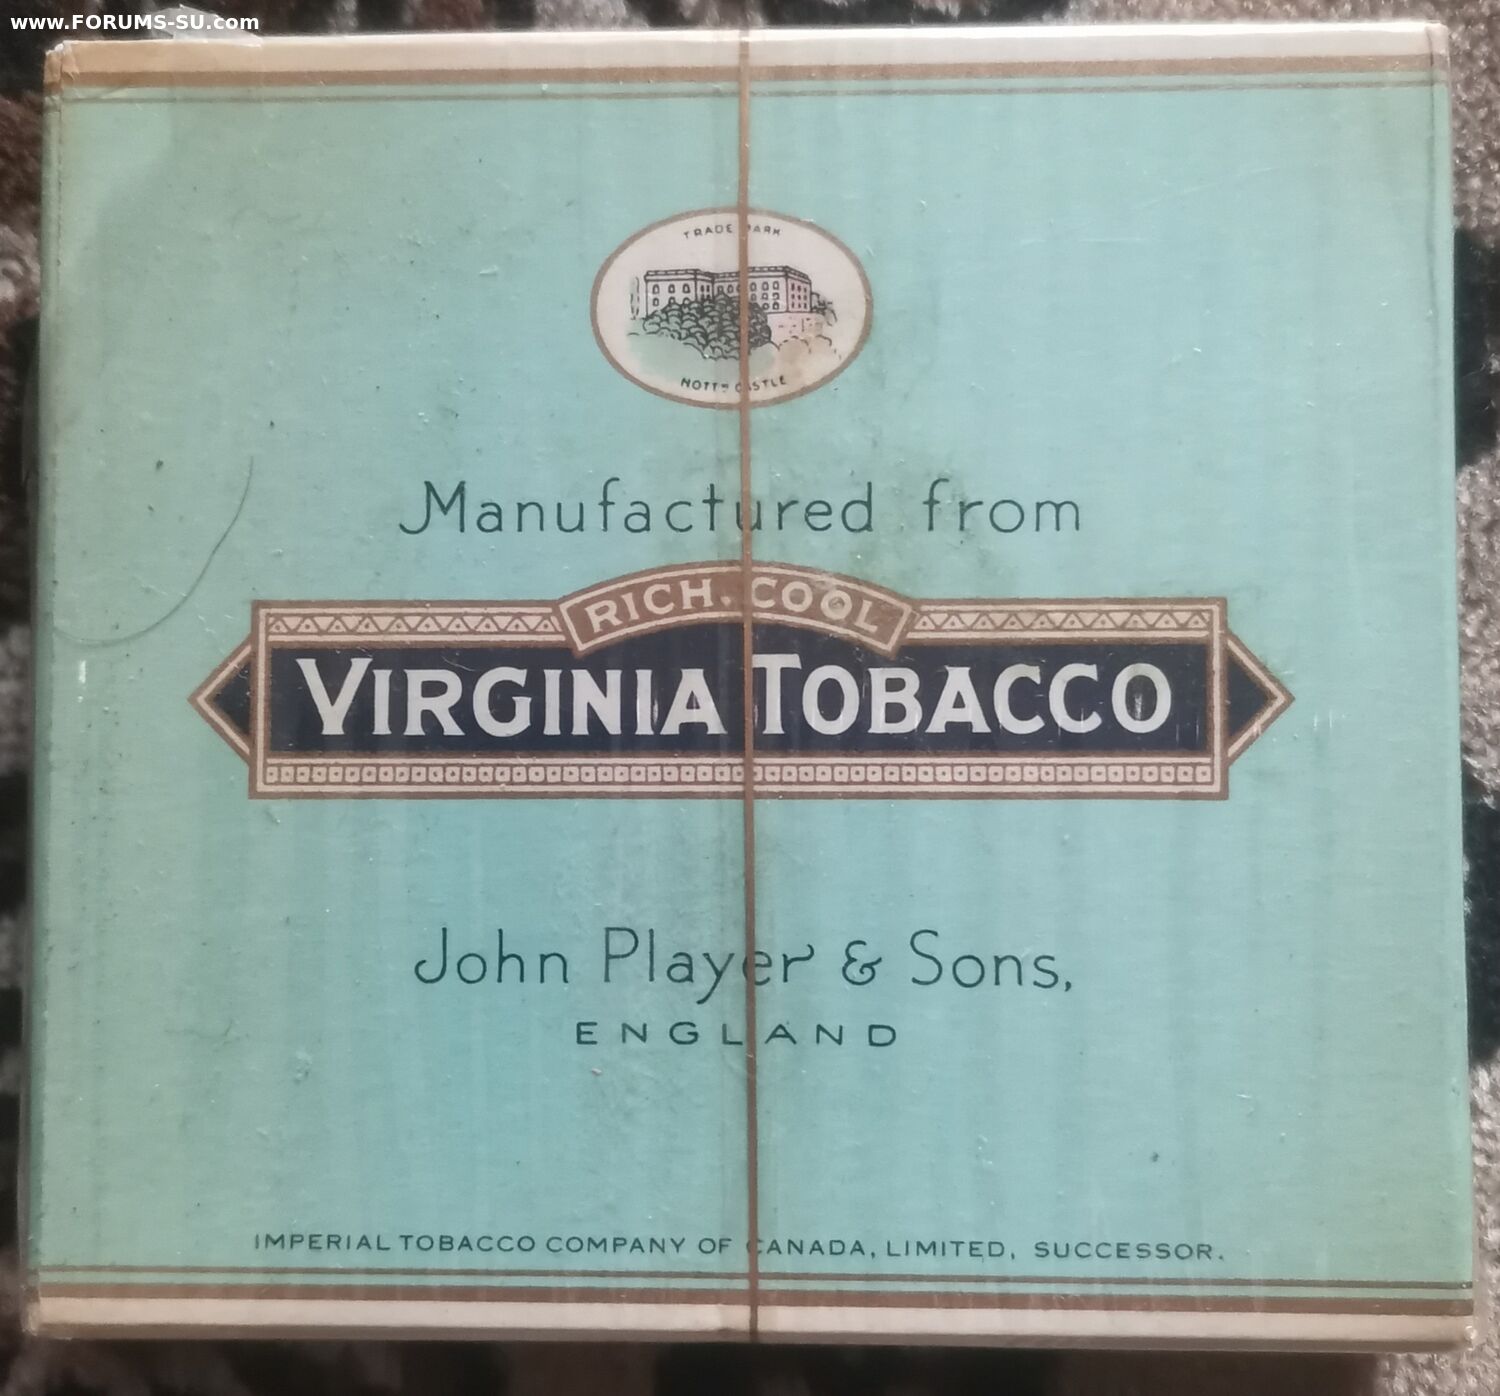 www.FORUMS-SU.com
TRADE MARK
NOTTM CASTLE
Manufactured from
RICH, COOL
VIRGINIA TOBACCO
John Player & Sons,
ENGLAND
IMPERIAL TOBACCO COMPANY OF CANADA, LIMITED, SUCCESSOR.